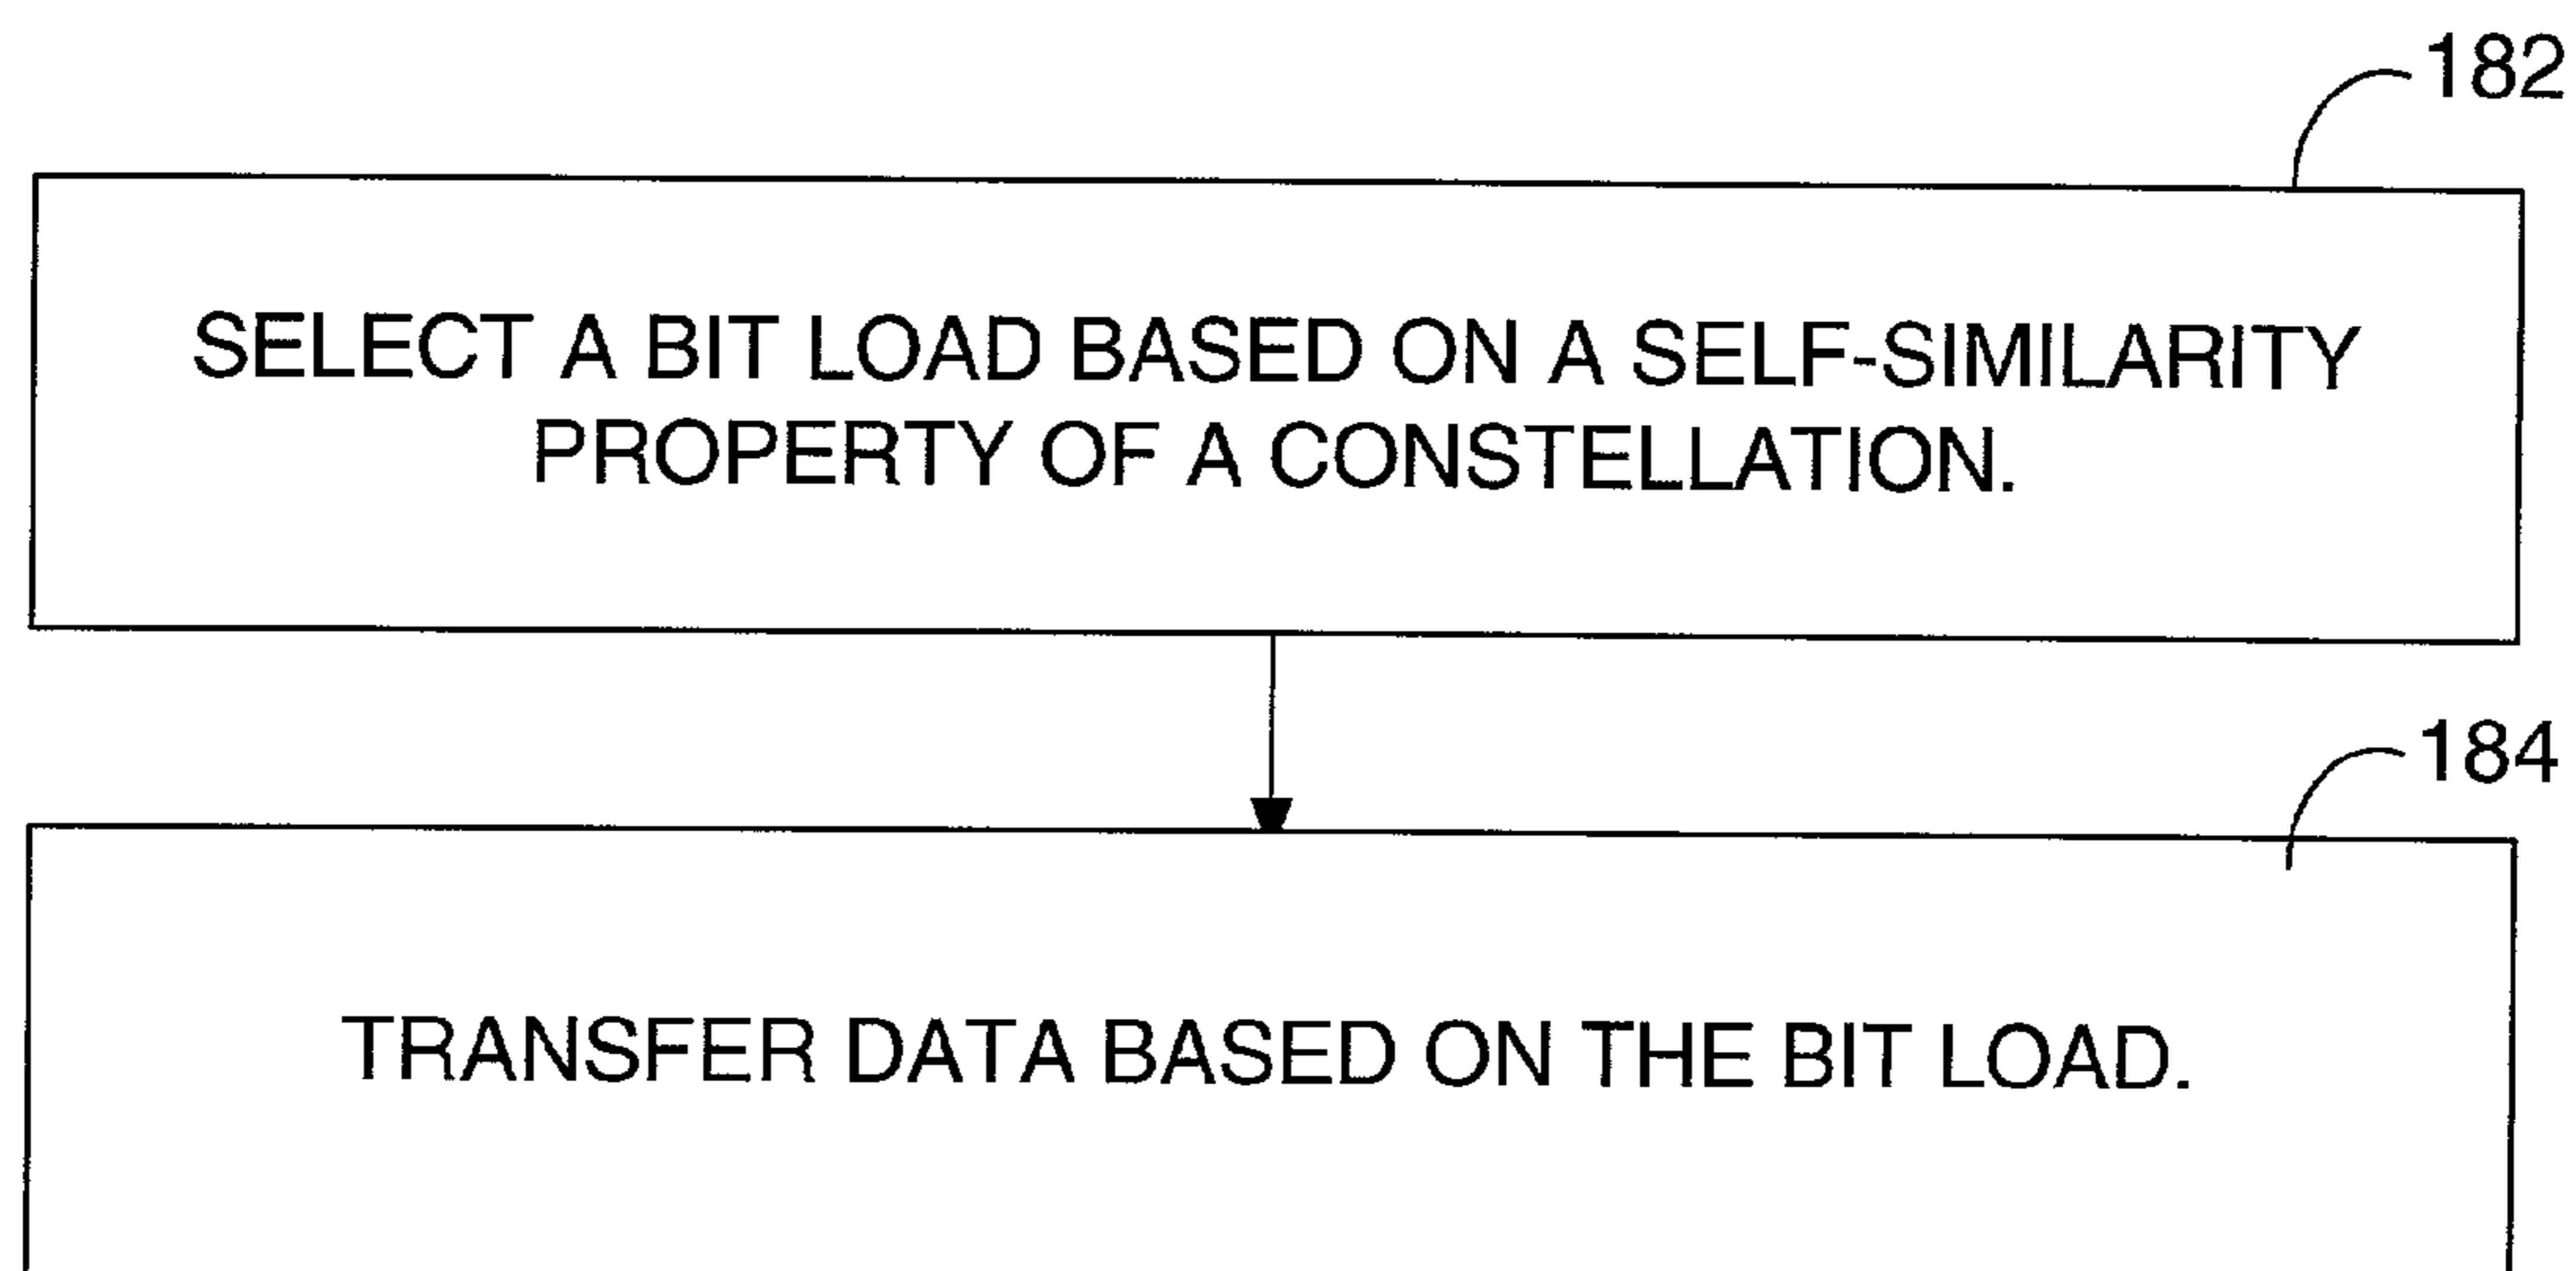 182
SELECT A BIT LOAD BASED ON A SELF-SIMILARITY
PROPERTY OF A CONSTELLATION.
184
TRANSFER DATA BASED ON THE BIT LOAD.